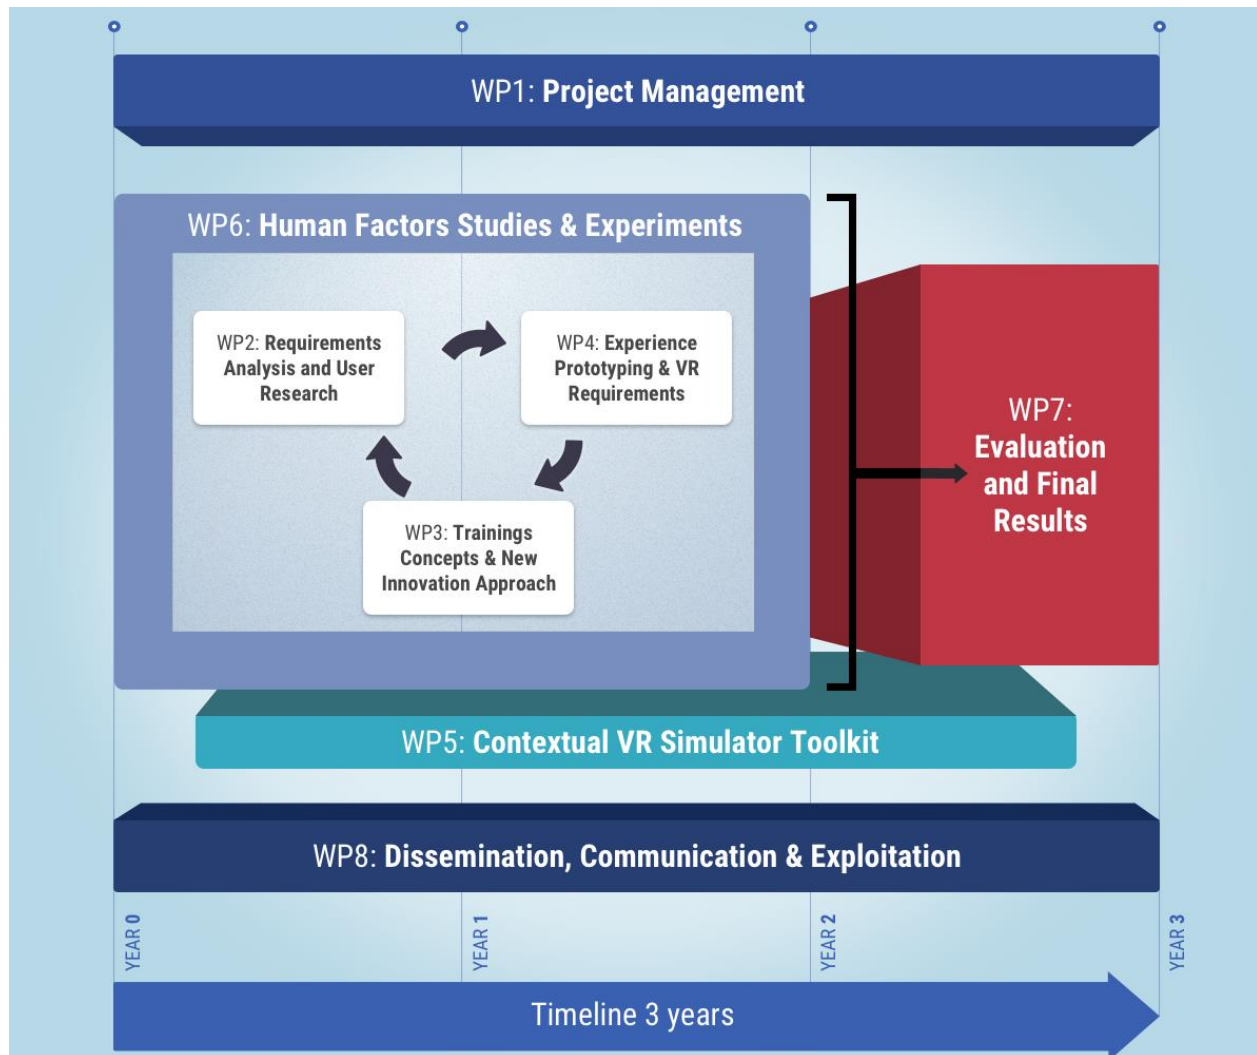 WP1: Project Management
WP6: Human Factors Studies & Experiments
WP2: Requirements
Analysis and User
Research
WP4: Experience
Prototyping & VR
Requirements
WP3: Trainings
Concepts & New
Innovation Approach
WP7:
Evaluation
and Final
Results
WP5: Contextual VR Simulator Toolkit
WP8: Dissemination, Communication & Exploitation
YEAR 0
YEAR 1
YEAR 2
YEAR 3
Timeline 3 years